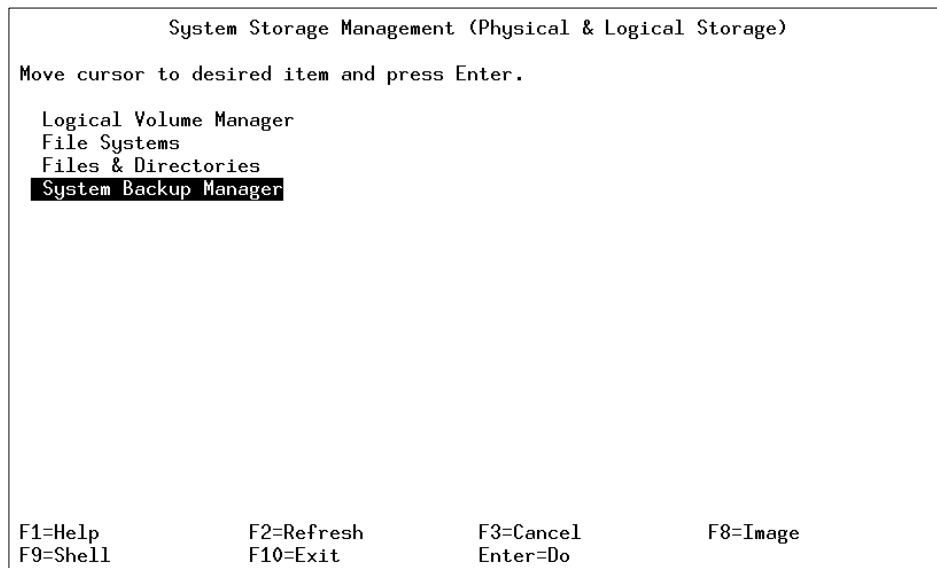 System Storage Management (Physical & Logical Storage)
Move cursor to desired item and press Enter.
Logical Volume Manager
File Systems
Files & Directories
System Backup Manager
F1=Help F2=Refresh F3=Cancel F8=Image
F9=Shell F10=Exit Enter=Do